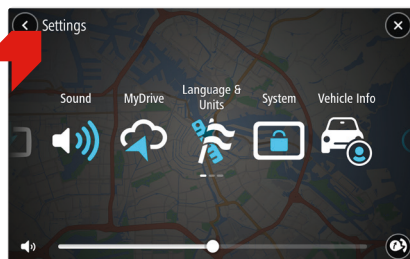 Settings
Sound
MyDrive
Language &
Units
System
Vehicle Info